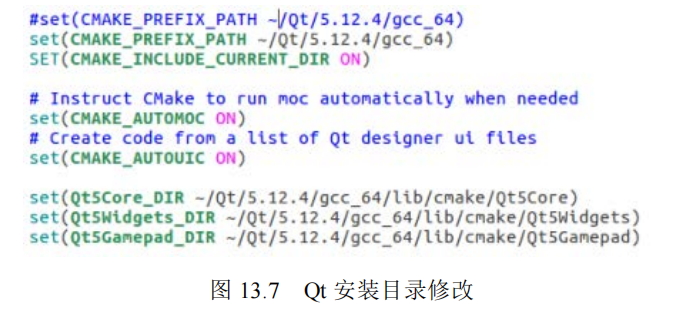 #set(CMAKE_PREFIX_PATH ~/Qt/5.12.4/gcc_64)
set(CMAKE_PREFIX_PATH ~/Qt/5.12.4/gcc_64)
SET(CMAKE_INCLUDE_CURRENT_DIR ON)
# Instruct CMake to run moc automatically when needed
set(CMAKE_AUTOMOC ON)
# Create code from a list of Qt designer ui files
set(CMAKE_AUTOUIC ON)
set(Qt5Core_DIR ~/Qt/5.12.4/gcc_64/lib/cmake/Qt5Core)
set(Qt5Widgets_DIR ~/Qt/5.12.4/gcc_64/lib/cmake/Qt5Widgets)
set(Qt5Gamepad_DIR ~/Qt/5.12.4/gcc_64/lib/cmake/Qt5Gamepad)
图 13.7 Qt 安装目录修改